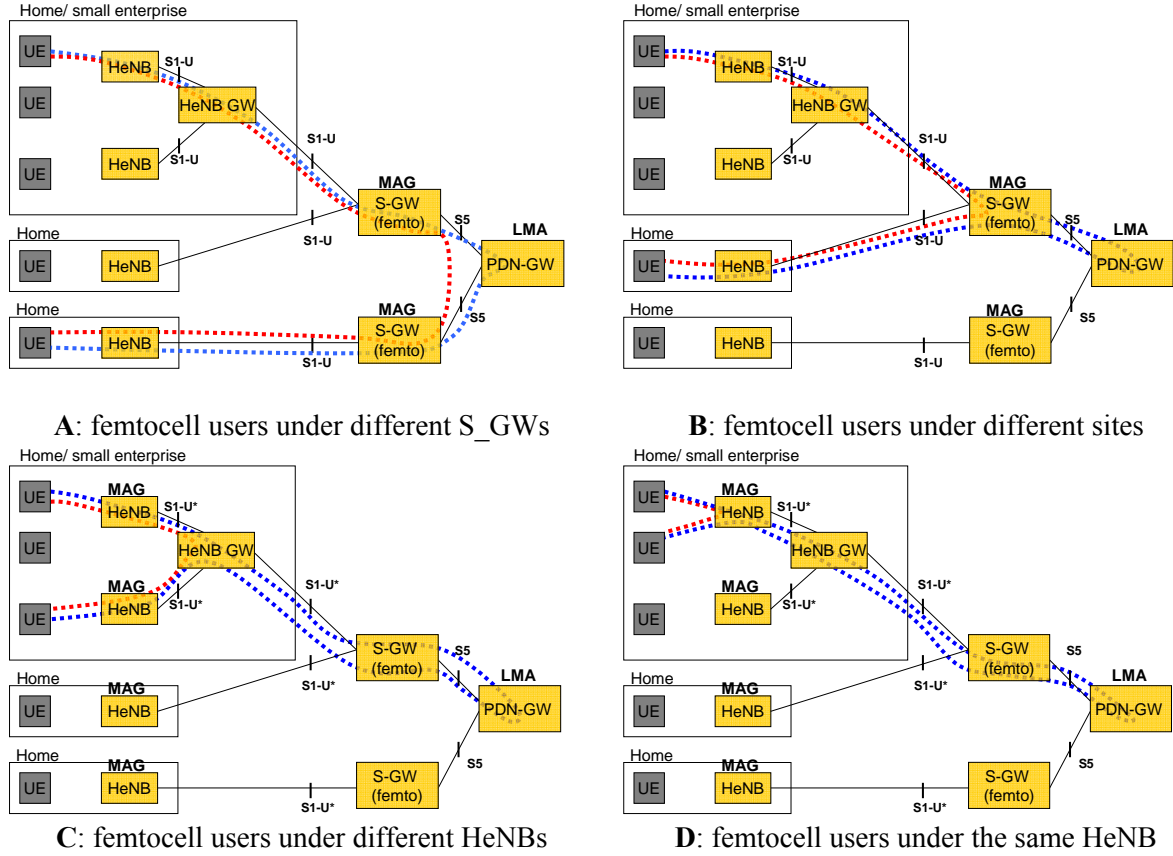 Home/ small enterprise
UE
HeNB
S1-U
UE
HeNB GW
UE
HeNB
S1-U
S1-U
MAG
S-GW
(femto)
S5
LMA
PDN-GW
Home
UE
HeNB
S1-U
Home
UE
HeNB
S1-U
MAG
S-GW
(femto)
S5
A: femtocell users under different S_GWs
Home/ small enterprise
UE
HeNB
S1-U
UE
HeNB GW
UE
HeNB
S1-U
S1-U
MAG
S-GW
(femto)
S5
LMA
PDN-GW
Home
UE
HeNB
S1-U
Home
UE
HeNB
S1-U
MAG
S-GW
(femto)
S5
B: femtocell users under different sites
Home/ small enterprise
UE
MAG
HeNB
S1-U*
UE
HeNB GW
UE
MAG
HeNB
S1-U*
S1-U*
S-GW
(femto)
S5
LMA
PDN-GW
Home
UE
MAG
HeNB
S1-U*
Home
UE
MAG
HeNB
S1-U*
S-GW
(femto)
S5
C: femtocell users under different HeNBs
Home/ small enterprise
UE
MAG
HeNB
S1-U*
UE
HeNB GW
UE
MAG
HeNB
S1-U*
S1-U*
S-GW
(femto)
S5
LMA
PDN-GW
Home
UE
MAG
HeNB
S1-U*
Home
UE
MAG
HeNB
S1-U*
S-GW
(femto)
S5
D: femtocell users under the same HeNB